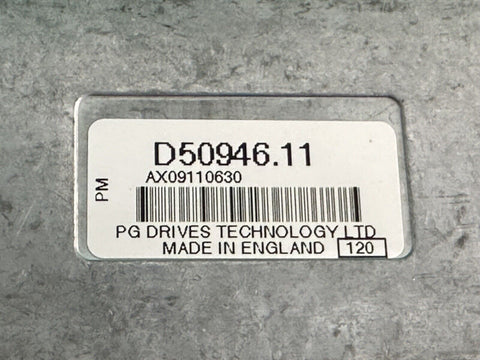 D50946.11
AX09110630
PM
PG DRIVES TECHNOLOGY LTD
MADE IN ENGLAND 120